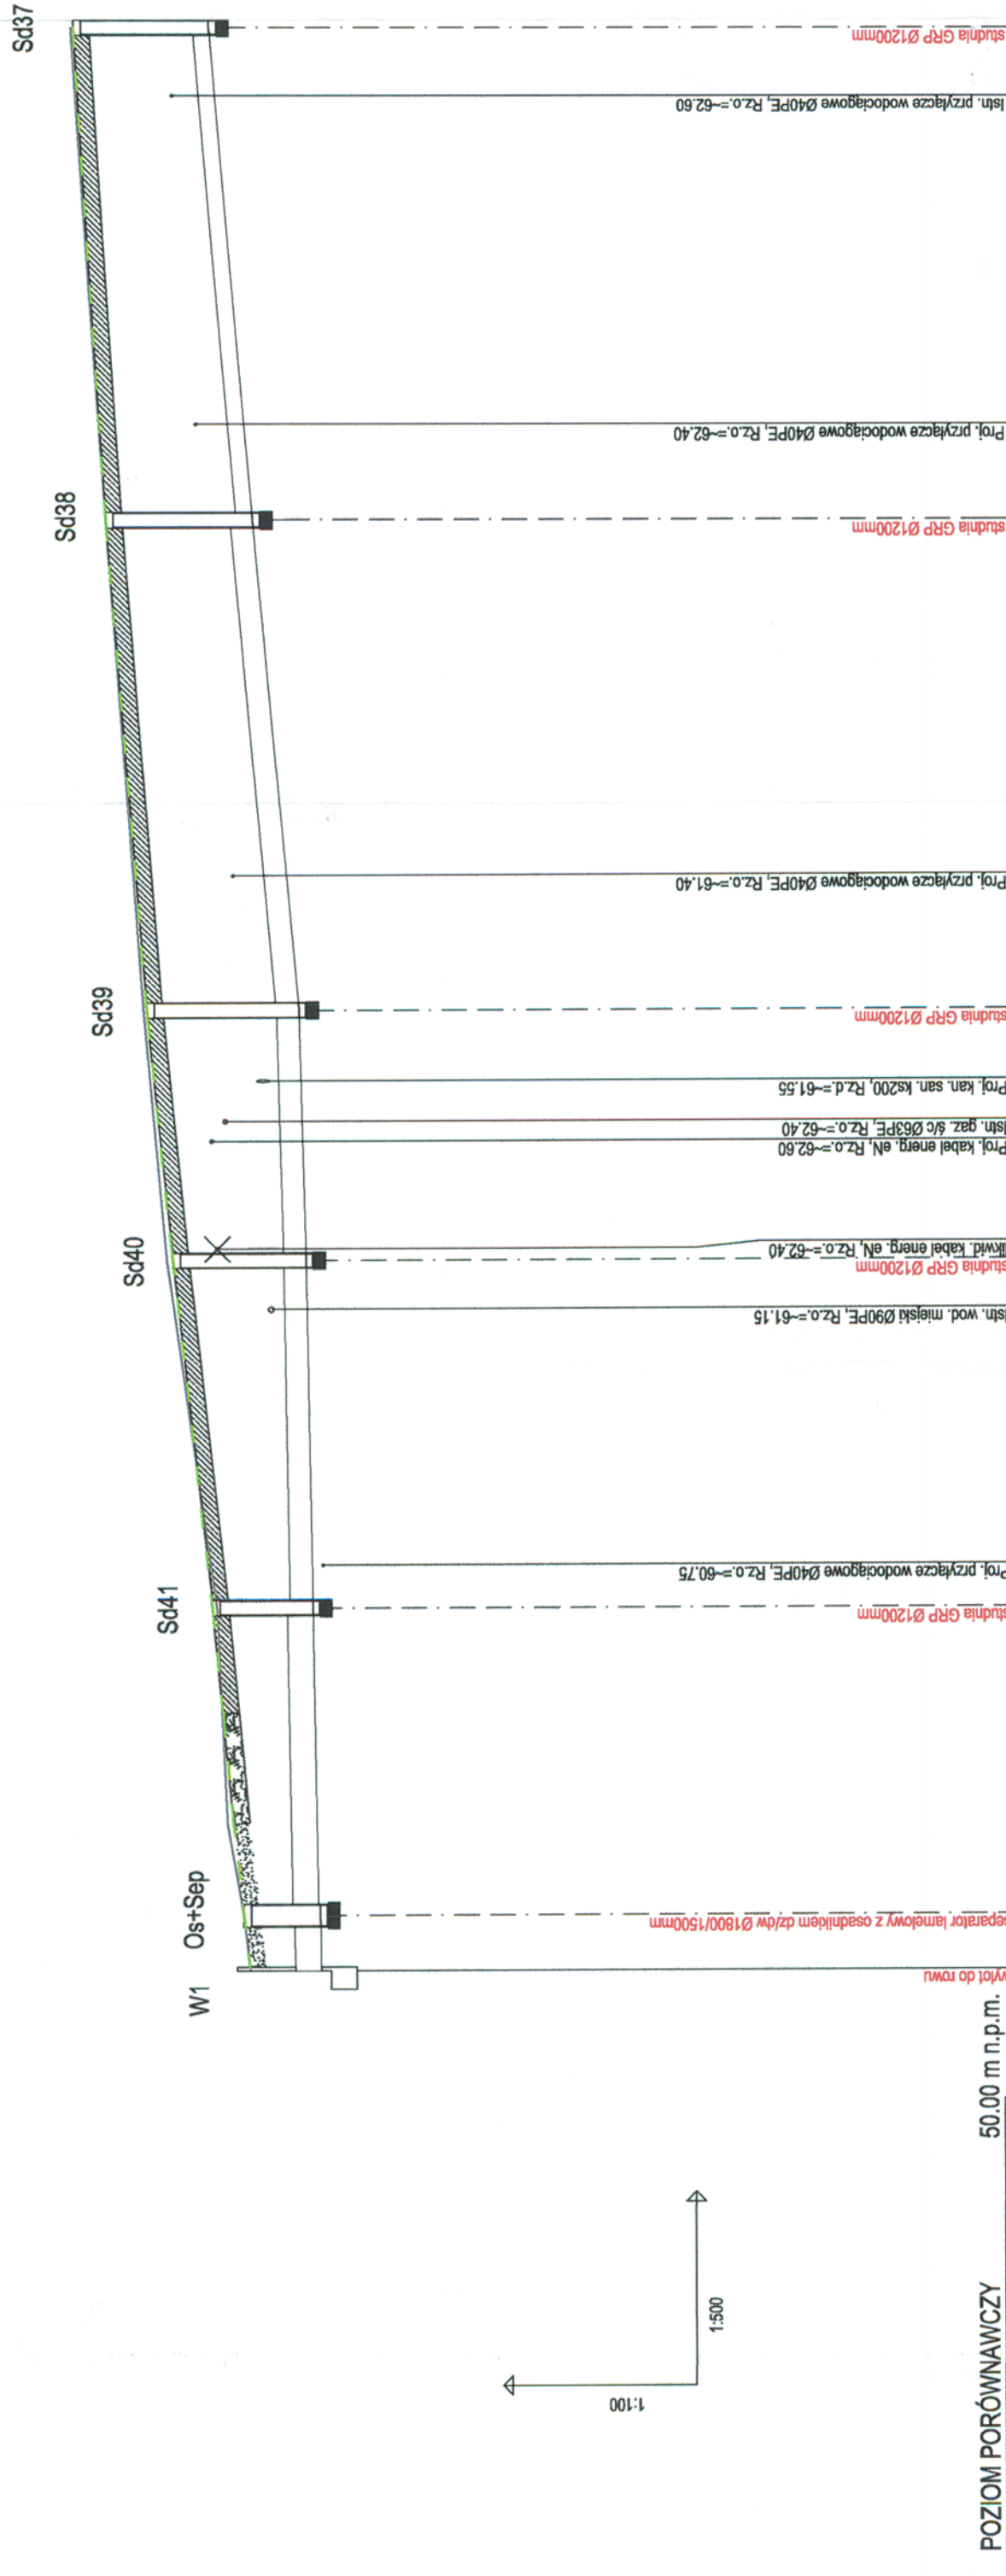 W1
Os+Sep
Sd41
Sd40
Sd39
Sd38
Sd37
1:100
1:500
POZIOM PORÓWNAWCZY
50.00 m n.p.m.
wylot do rowu
separator lamelowy z osadnikiem dz/dw Ø1800/1500mm
studnia GRP Ø1200mm
Proj. przyłącze wodociągowe Ø40PE, Rz.o.=~60.75
Istn. wod. miejski Ø90PE, Rz.o.=~61.15
studnia GRP Ø1200mm
likwid. kabel energ. eN, Rz.o.=~62.40
Proj. kabel energ. eN, Rz.o.=~62.60
Istn. gaz. ś/c Ø63PE, Rz.o.=~62.40
Proj. kan. san. ks200, Rz.d.=~61.55
studnia GRP Ø1200mm
Proj. przyłącze wodociągowe Ø40PE, Rz.o.=~61.40
studnia GRP Ø1200mm
Proj. przyłącze wodociągowe Ø40PE, Rz.o.=~62.40
Istn. przyłącze wodociągowe Ø40PE, Rz.o.=~62.60
studnia GRP Ø1200mm